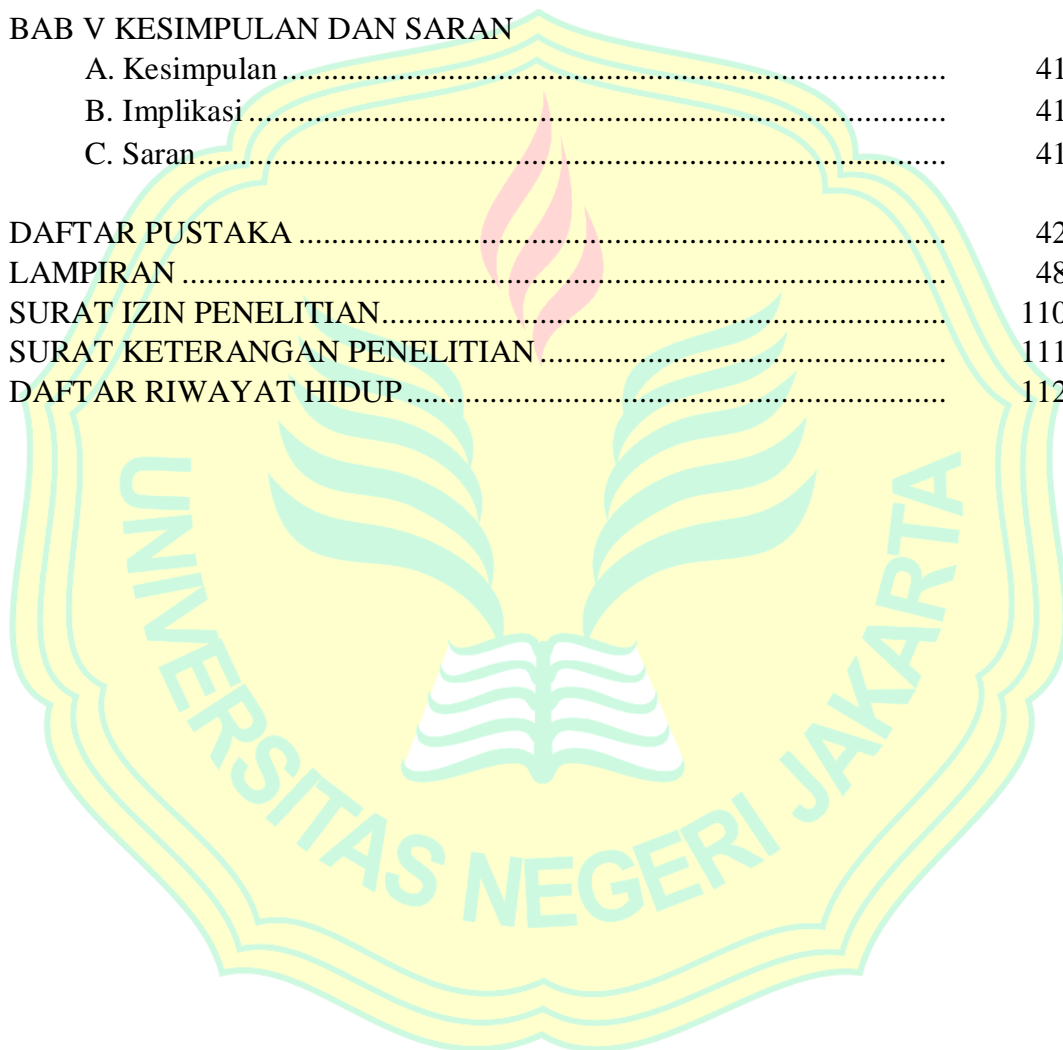 BAB V KESIMPULAN DAN SARAN
A. Kesimpulan ........................................................................................ 41
B. Implikasi ............................................................................................ 41
C. Saran ................................................................................................... 41
DAFTAR PUSTAKA ...................................................................................... 42
LAMPIRAN ..................................................................................................... 48
SURAT IZIN PENELITIAN ........................................................................... 110
SURAT KETERANGAN PENELITIAN ...................................................... 111
DAFTAR RIWAYAT HIDUP ........................................................................ 112
UNIVERSITAS NEGERI JAKARTA